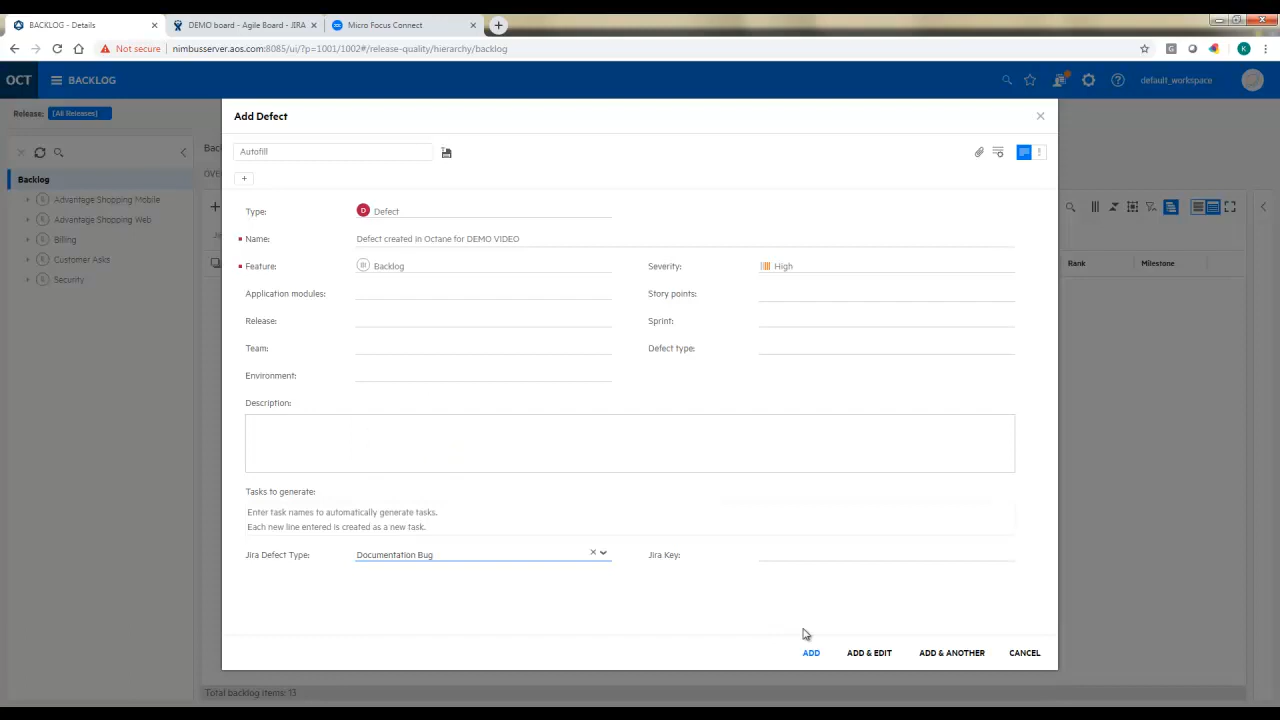 BACKLOG - Details
DEMO board - Agile Board - JIRA
Micro Focus Connect
Not secure
nimbusserver.aos.com:8085/ui/?p=1001/1002#/release-quality/hierarchy/backlog
K
OCT
BACKLOG
default_workspace
Release:
[All Releases]
Add Defect
Autofill
Backlog
Advantage Shopping Mobile
Advantage Shopping Web
Billing
Customer Asks
Security
Type:
D
Defect
Name:
Defect created in Octane for DEMO VIDEO
Feature:
Backlog
Severity:
High
Application modules:
Story points:
Release:
Sprint:
Team:
Defect type:
Environment:
Description:
Tasks to generate:
Enter task names to automatically generate tasks.
Each new line entered is created as a new task.
Jira Defect Type:
Documentation Bug
Jira Key:
Rank
Milestone
ADD
ADD & EDIT
ADD & ANOTHER
CANCEL
Total backlog items: 13